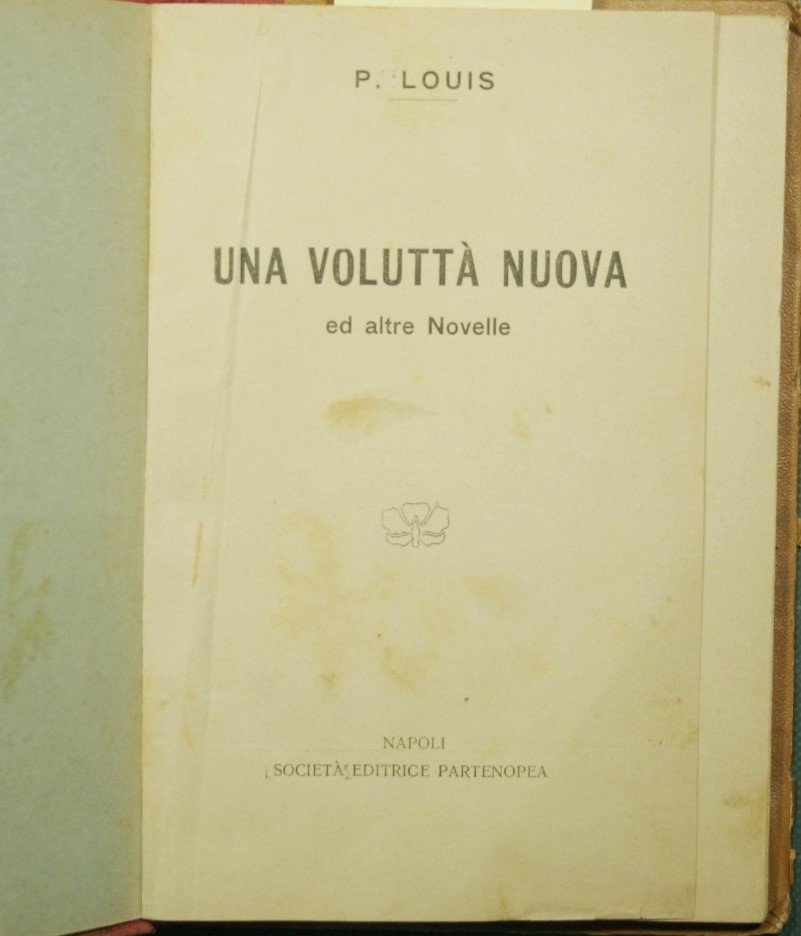 P. LOUIS
UNA VOLUTTÀ NUOVA
ed altre Novelle
NAPOLI
SOCIETÀ EDITRICE PARTENOPEA